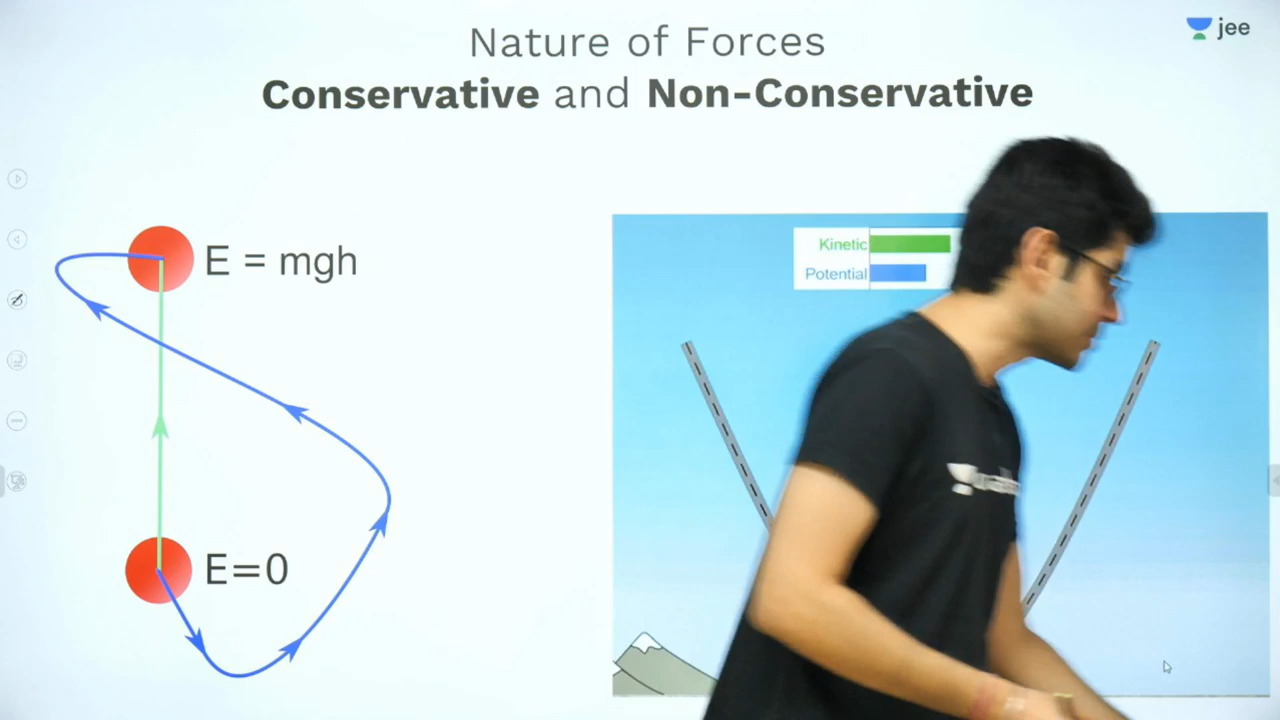 Nature of Forces
jee
Conservative and Non-Conservative
E = mgh
Kinetic
Potential
E=0